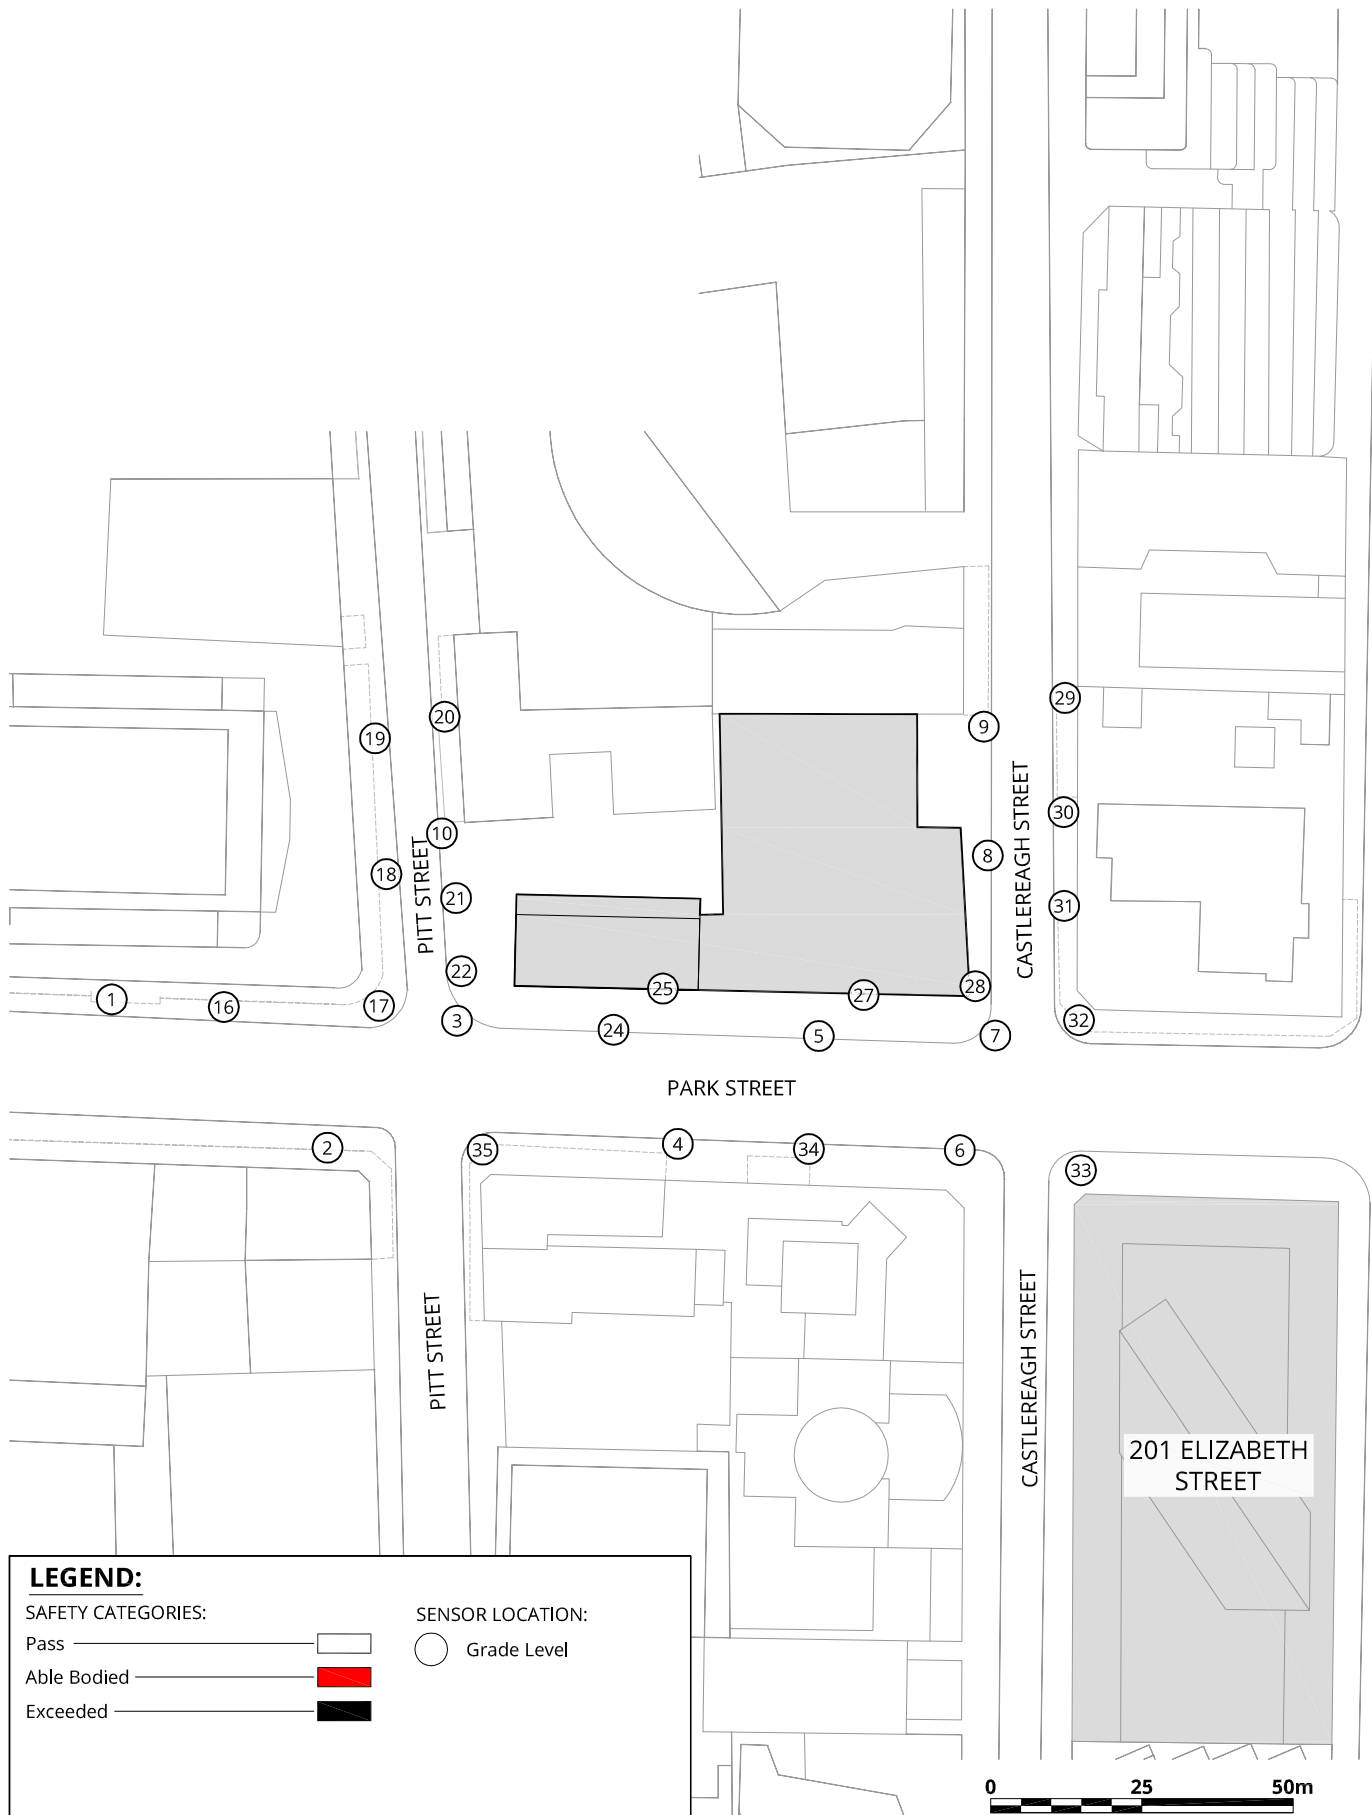 29
20
9
19
30
10
8
18
21
31
PITT STREET
CASTLEREAGH STREET
22
28
25
27
1
16
17
3
24
5
7
32
PARK STREET
2
35
4
34
6
33
PITT STREET
CASTLEREAGH STREET
201 ELIZABETH
STREET
LEGEND:
SAFETY CATEGORIES:
Pass
Able Bodied
Exceeded
SENSOR LOCATION:
Grade Level
0 25 50m